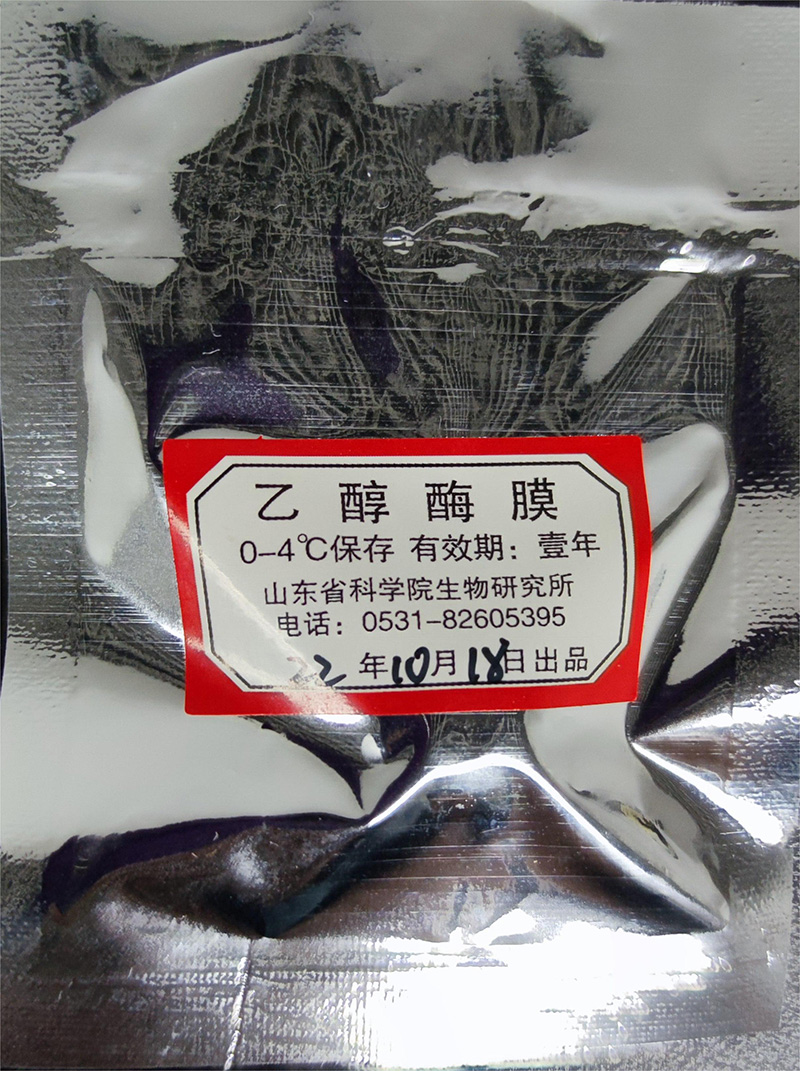 乙醇酶膜
0-4℃保存 有效期：壹年
山东省科学院生物研究所
电话：0531-82605395
22年10月18日出品